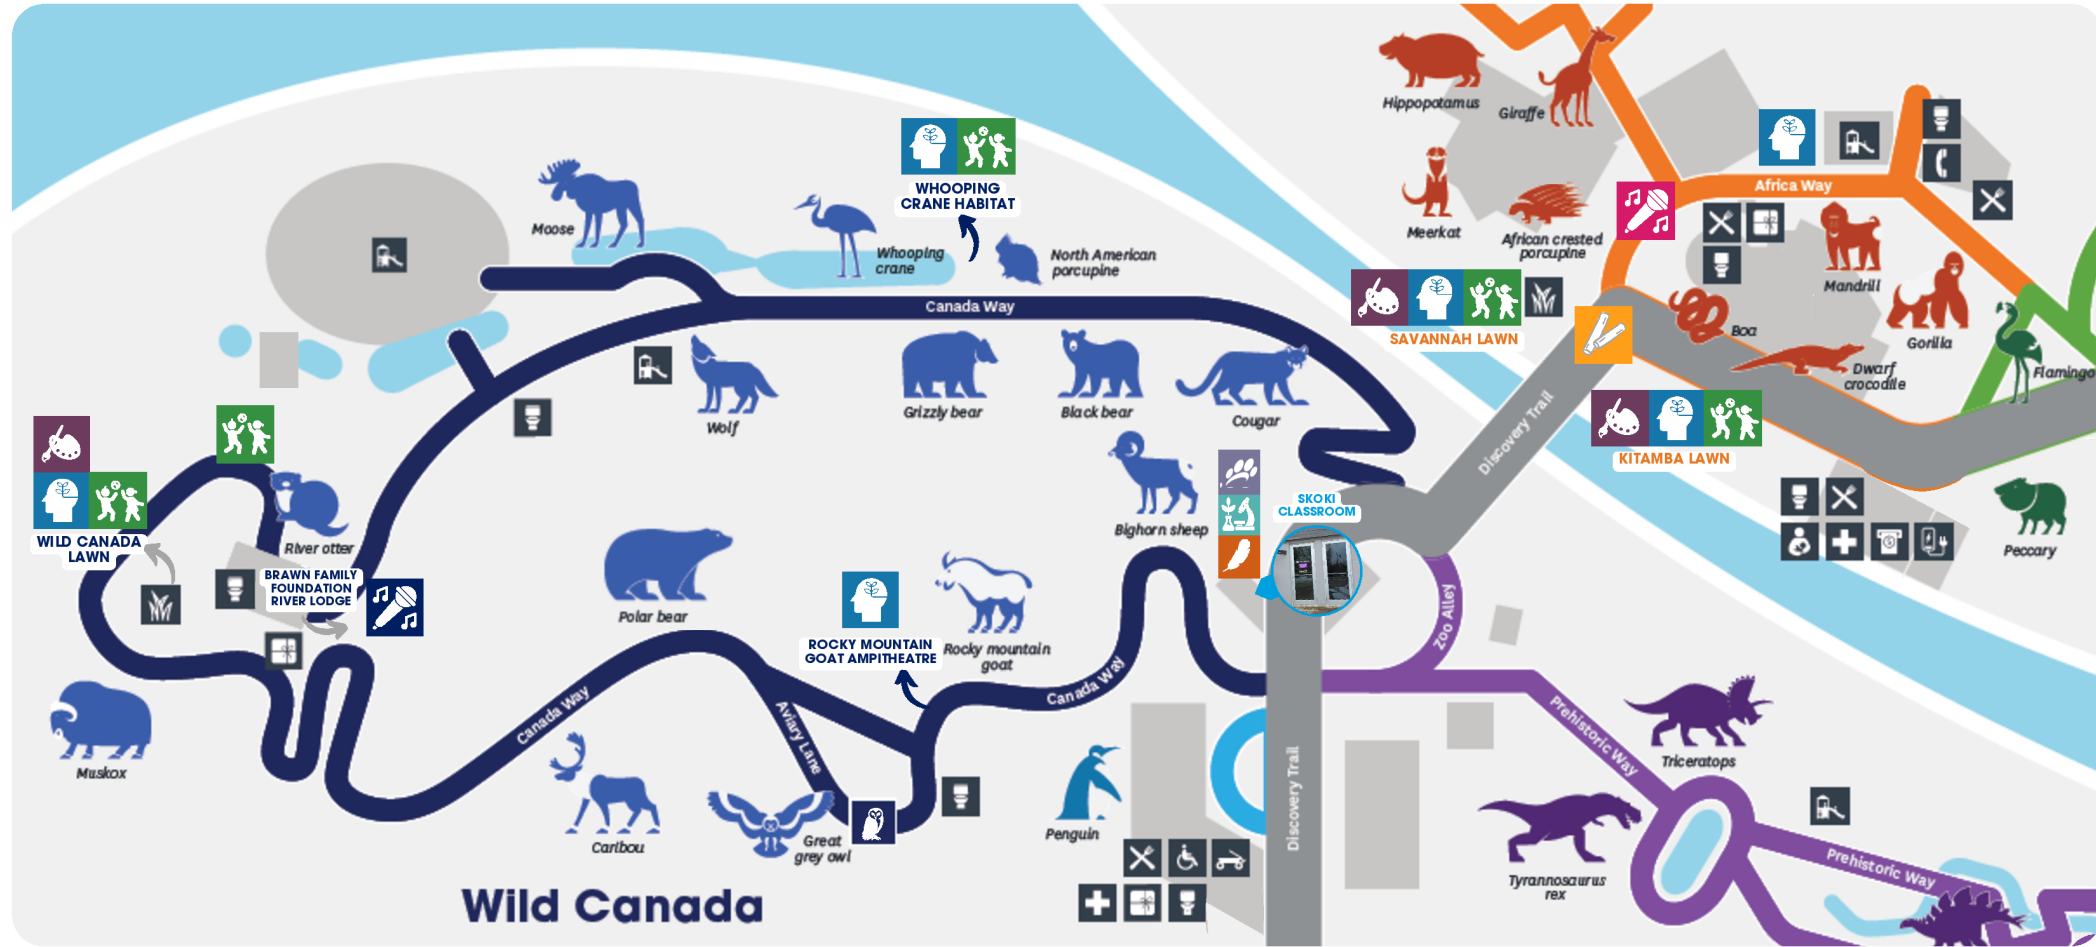 Hippopotamus
Giraffe
Meerkat
African crested
porcupine
Africa Way
Mandrill
Gorilla
Boa
Dwarf
crocodile
Flamingo
SAVANNAH LAWN
KITAMBA LAWN
Peccary
Discovery Trail
WHOOPING
CRANE HABITAT
Moose
Whooping
crane
North American
porcupine
Canada Way
Wolf
Grizzly bear
Black bear
Cougar
Bighorn sheep
SKOKI
CLASSROOM
WILD CANADA
LAWN
River otter
BRAWN FAMILY
FOUNDATION
RIVER LODGE
Polar bear
ROCKY MOUNTAIN
GOAT AMPITHEATRE
Rocky mountain
goat
Canada Way
Zoo Alley
Muskox
Canada Way
Aviary Lane
Caribou
Great
grey owl
Penguin
Discovery Trail
Prehistoric Way
Triceratops
Tyrannosaurus
rex
Prehistoric Way
Wild Canada